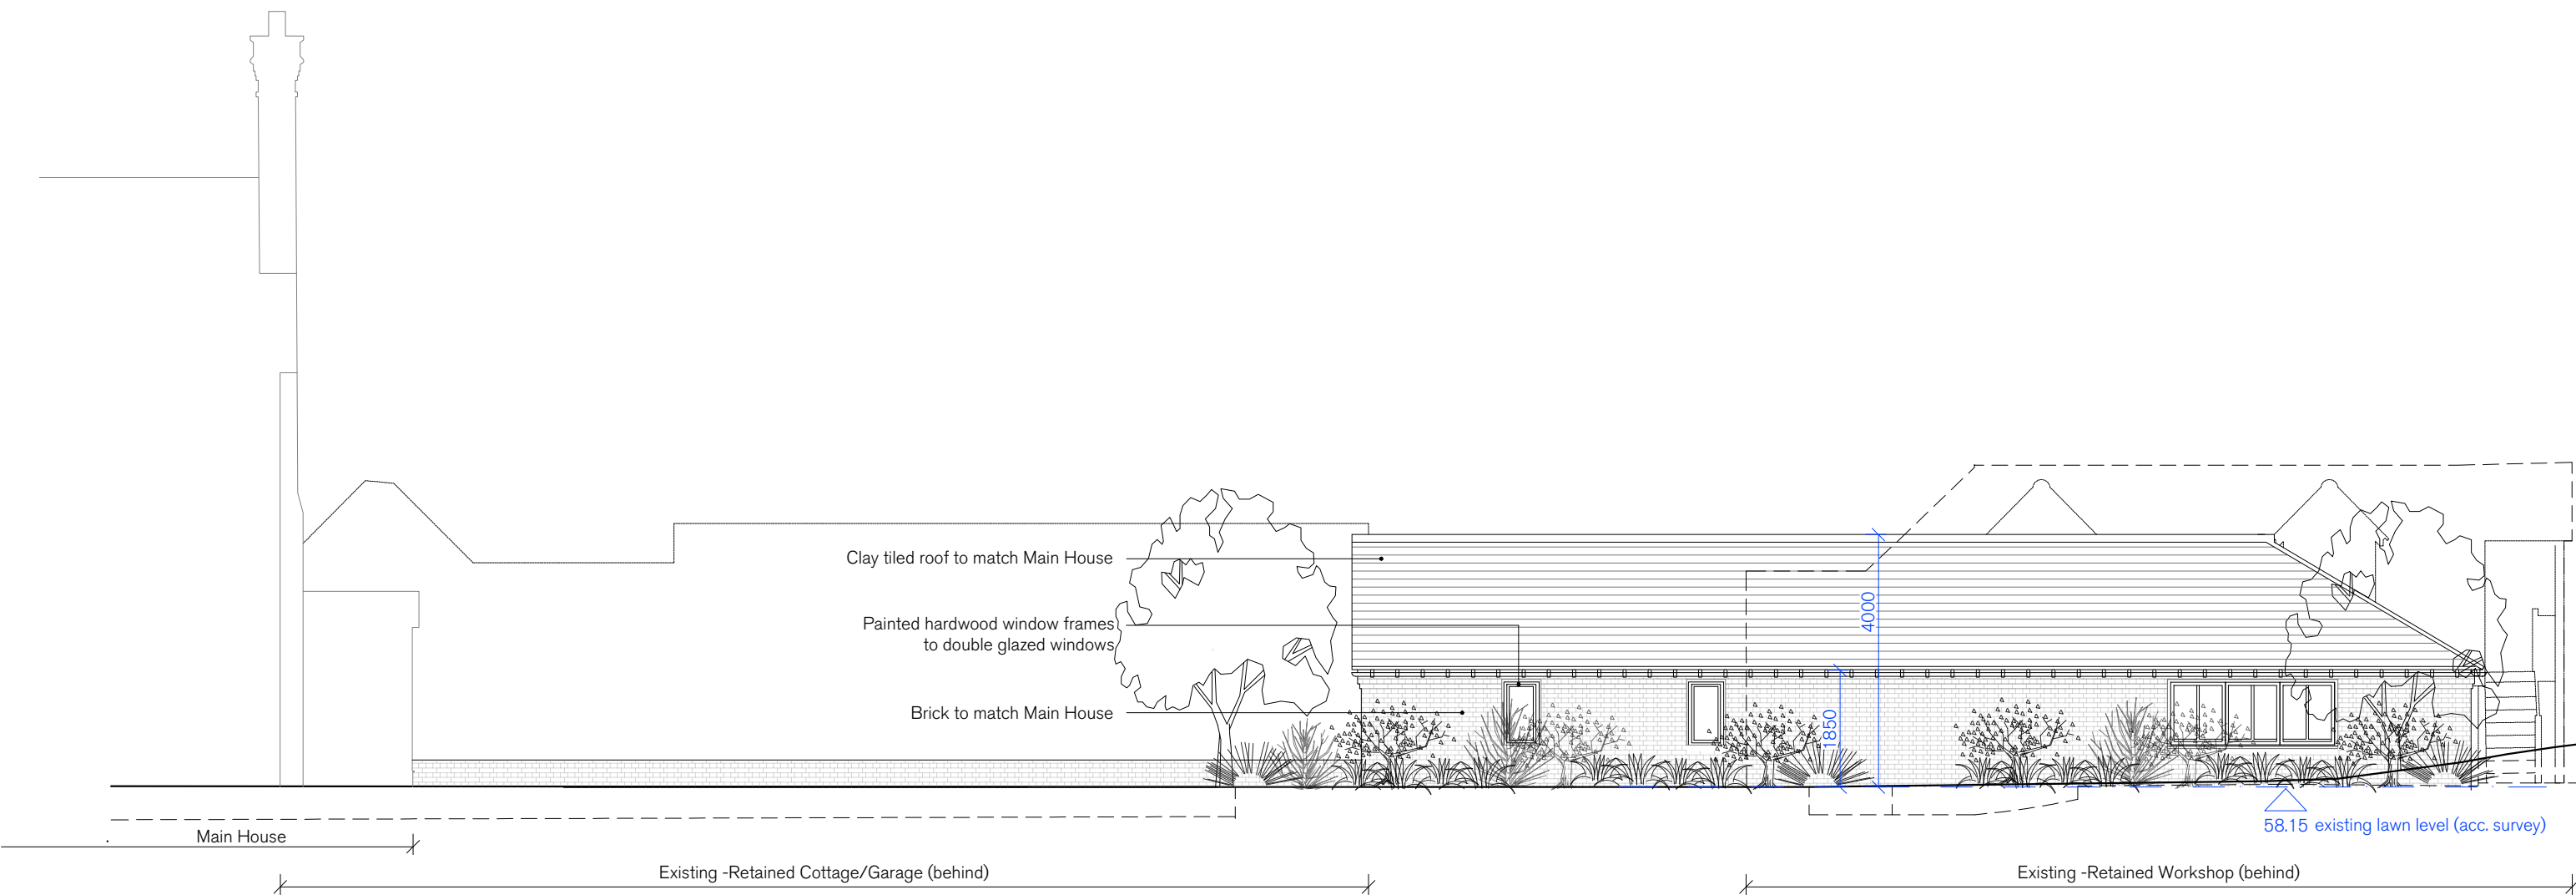 Clay tiled roof to match Main House
Painted hardwood window frames
to double glazed windows
Brick to match Main House
4000
1850
58.15 existing lawn level (acc. survey)
Main House
Existing -Retained Cottage/Garage (behind)
Existing -Retained Workshop (behind)